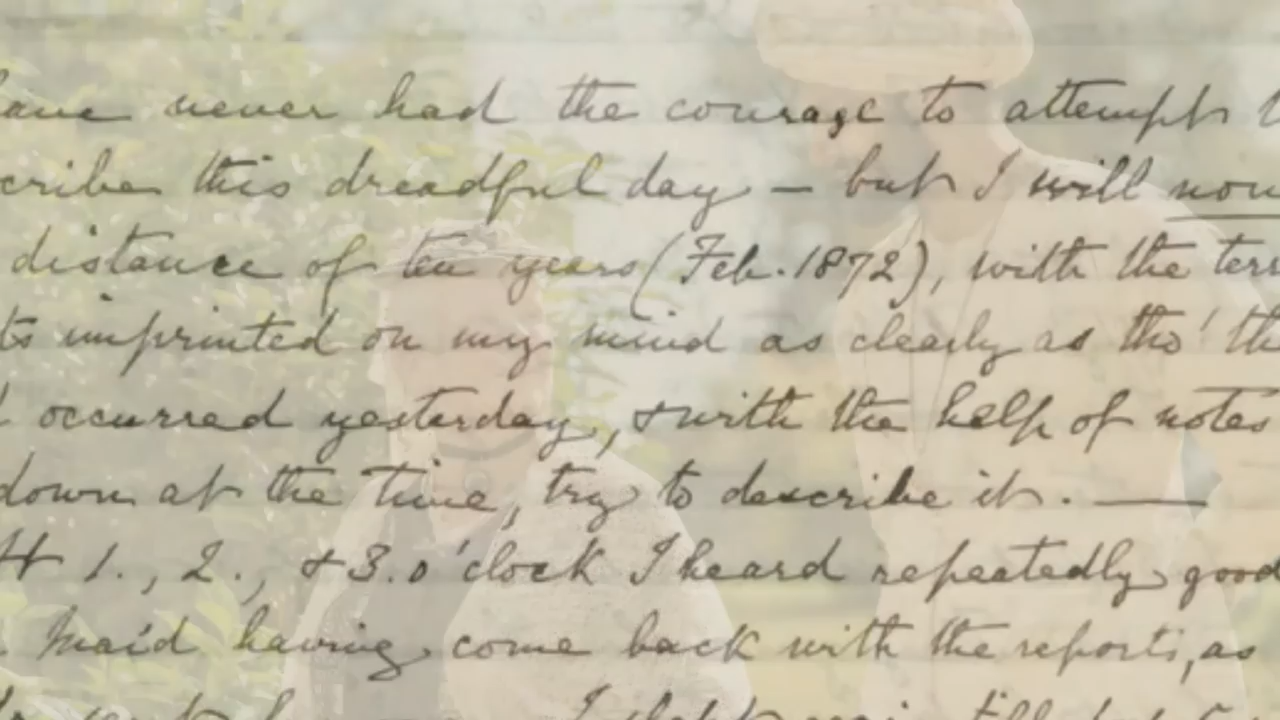 have never had the courage to attempt
cribe this dreadful day – but I will now
distance of ten years (Feb. 1872), with the terr
ts imprinted on my mind as clearly as tho' th
occurred yesterday, & with the help of notes
down at the time, try to describe it. —
At 1., 2., & 3. o'clock I heard repeatedly good
Maid having come back with the reports, as